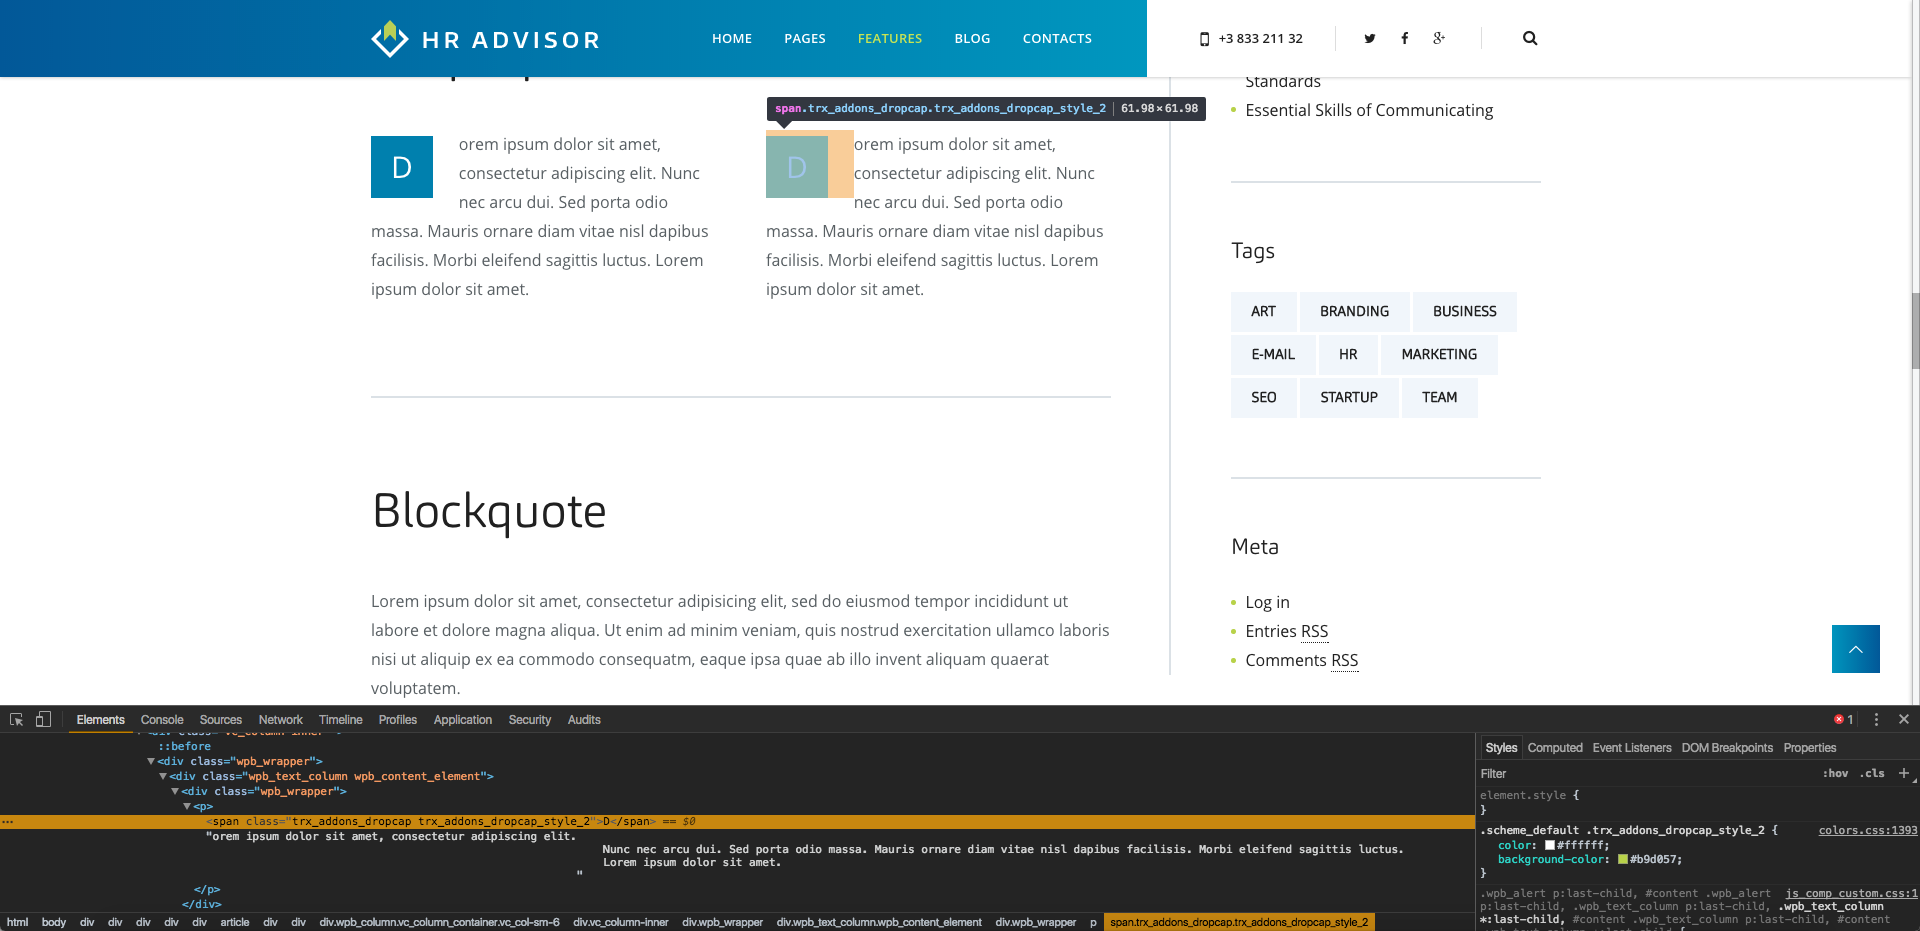 HR ADVISOR
HOME PAGES FEATURES BLOG CONTACTS
+3 833 211 32
Standards
Essential Skills of Communicating
span.trx_addons_dropcap.trx_addons_dropcap_style_2 | 61.98×61.98
D
orem ipsum dolor sit amet,
consectetur adipiscing elit. Nunc
nec arcu dui. Sed porta odio
massa. Mauris ornare diam vitae nisl dapibus
facilisis. Morbi eleifend sagittis luctus. Lorem
ipsum dolor sit amet.
D
orem ipsum dolor sit amet,
consectetur adipiscing elit. Nunc
nec arcu dui. Sed porta odio
massa. Mauris ornare diam vitae nisl dapibus
facilisis. Morbi eleifend sagittis luctus. Lorem
ipsum dolor sit amet.
Tags
ART BRANDING BUSINESS
E-MAIL HR MARKETING
SEO STARTUP TEAM
Blockquote
Lorem ipsum dolor sit amet, consectetur adipisicing elit, sed do eiusmod tempor incididunt ut
labore et dolore magna aliqua. Ut enim ad minim veniam, quis nostrud exercitation ullamco laboris
nisi ut aliquip ex ea commodo consequatm, eaque ipsa quae ab illo invent aliquam quaerat
voluptatem.
Meta
Log in
Entries RSS
Comments RSS
Elements Console Sources Network Timeline Profiles Application Security Audits
1
::before
<div class="wpb_wrapper">
<div class="wpb_text_column wpb_content_element">
<div class="wpb_wrapper">
<p>
<span class="trx_addons_dropcap trx_addons_dropcap_style_2">D</span> == $0
"orem ipsum dolor sit amet, consectetur adipiscing elit.
Nunc nec arcu dui. Sed porta odio massa. Mauris ornare diam vitae nisl dapibus facilisis. Morbi eleifend sagittis luctus.
Lorem ipsum dolor sit amet.
"
</p>
</div>
html body div div div div div article div div div.wpb_column.vc_column_container.vc_col-sm-6 div.vc_column-inner div.wpb_wrapper div.wpb_text_column.wpb_content_element div.wpb_wrapper p span.trx_addons_dropcap.trx_addons_dropcap_style_2
Styles Computed Event Listeners DOM Breakpoints Properties
Filter :hov .cls +
element.style {
}
.scheme_default .trx_addons_dropcap_style_2 { colors.css:1393
color: #ffffff;
background-color: #b9d057;
}
.wpb_alert p:last-child, #content .wpb_alert js_comp_custom.css:1
p:last-child, .wpb_text_column p:last-child, .wpb_text_column
*:last-child, #content .wpb_text_column p:last-child, #content